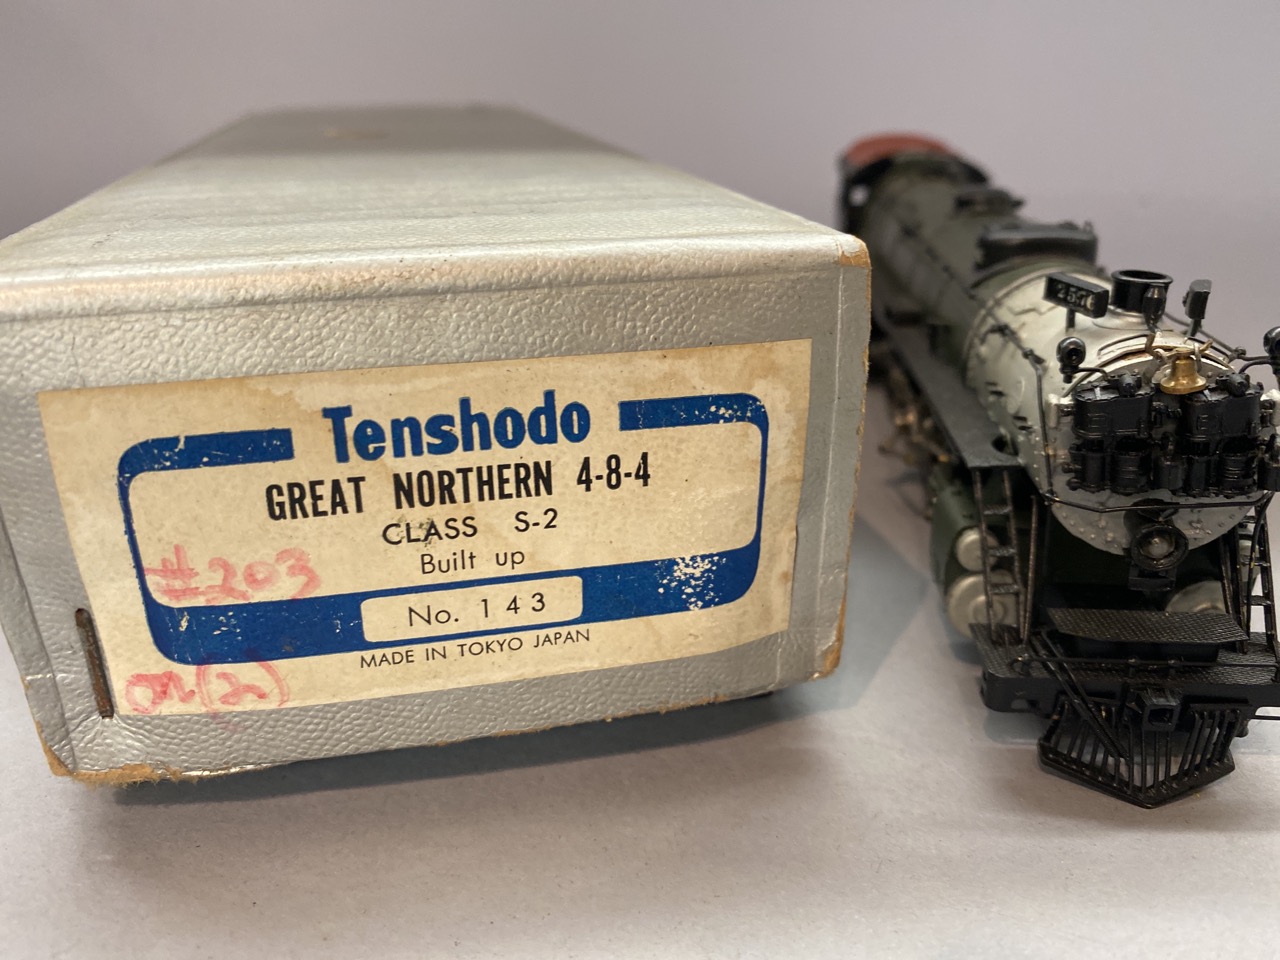 Tenshodo
GREAT NORTHERN 4-8-4
CLASS S-2
Built up
#203
No. 143
MADE IN TOKYO JAPAN